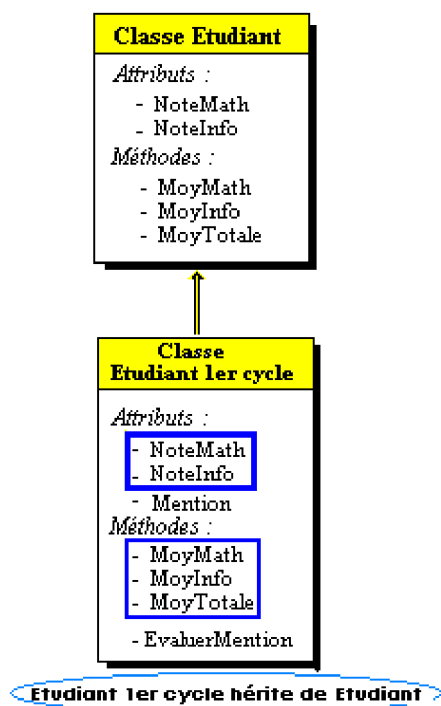 Classe Etudiant
Attributs :
- NoteMath
- NoteInfo
Méthodes :
- MoyMath
- MoyInfo
- MoyTotale
Classe
Etudiant 1er cycle
Attributs :
- NoteMath
- NoteInfo
- Mention
Méthodes :
- MoyMath
- MoyInfo
- MoyTotale
- EvaluerMention
Etudiant 1er cycle hérite de Etudiant